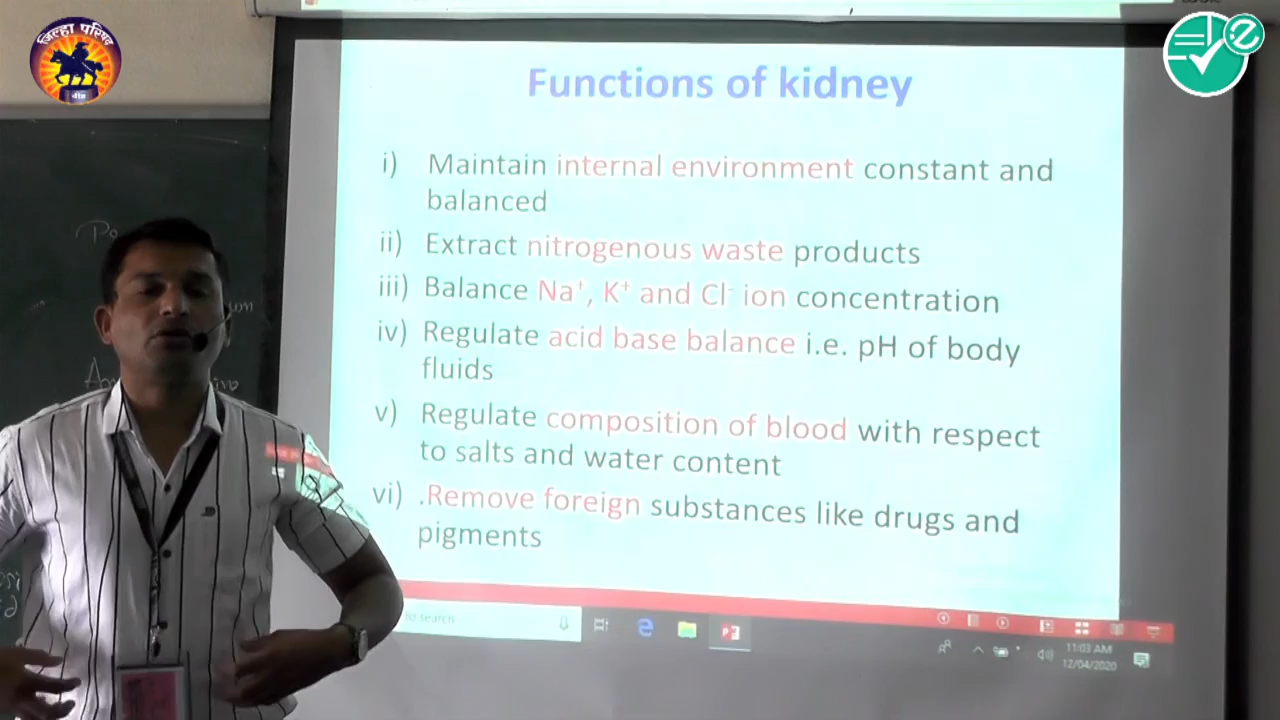 जिल्हा परिषद
बीड
e
Functions of kidney
i) Maintain internal environment constant and
balanced
ii) Extract nitrogenous waste products
iii) Balance Na⁺, K⁺ and Cl⁻ ion concentration
iv) Regulate acid base balance i.e. pH of body
fluids
v) Regulate composition of blood with respect
to salts and water content
vi) .Remove foreign substances like drugs and
pigments
to search
11:03 AM
12/04/2020